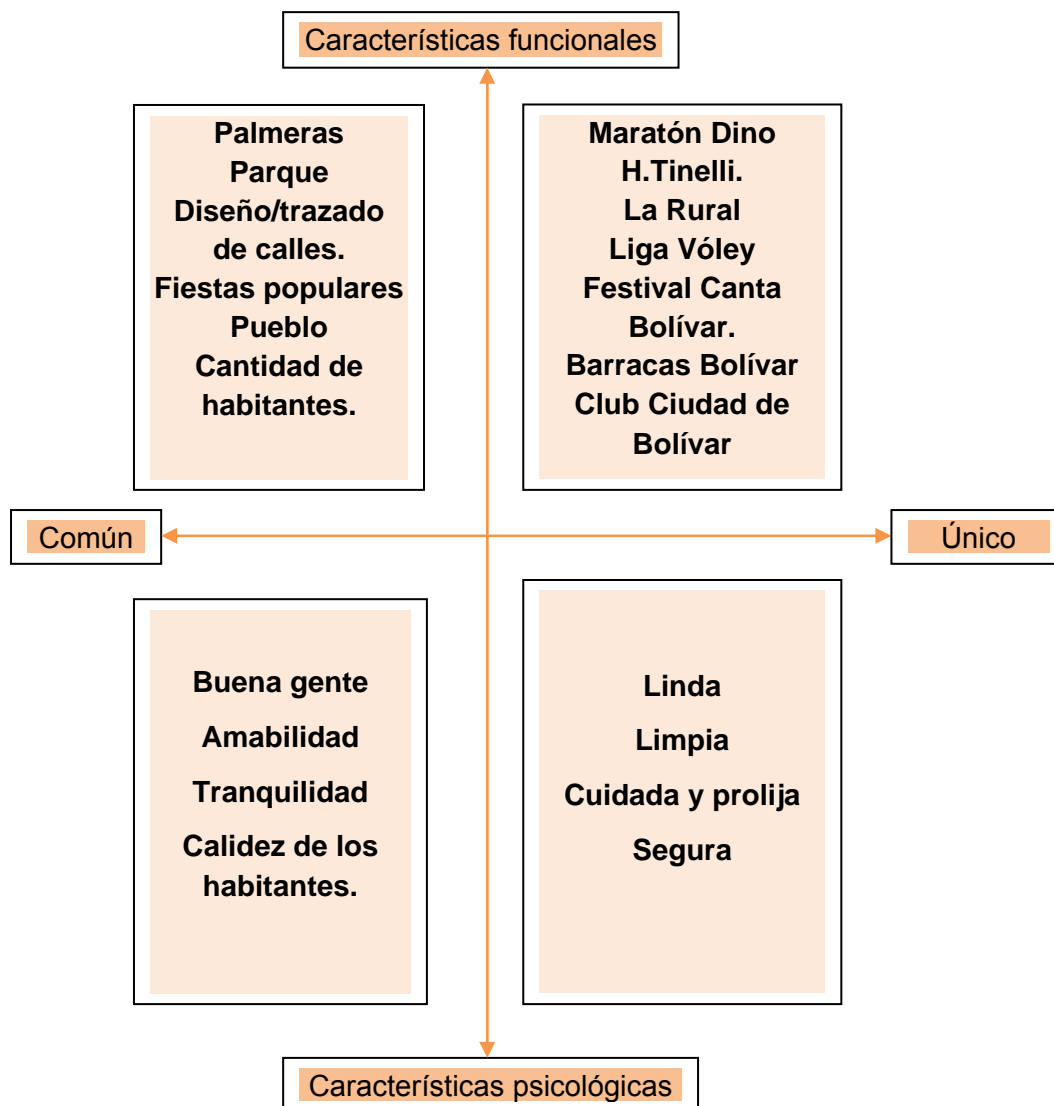 Características funcionales
Palmeras
Parque
Diseño/trazado
de calles.
Fiestas populares
Pueblo
Cantidad de
habitantes.
Maratón Dino
H.Tinelli.
La Rural
Liga Vóley
Festival Canta
Bolívar.
Barracas Bolívar
Club Ciudad de
Bolívar
Común
Único
Buena gente
Amabilidad
Tranquilidad
Calidez de los
habitantes.
Linda
Limpia
Cuidada y prolija
Segura
Características psicológicas